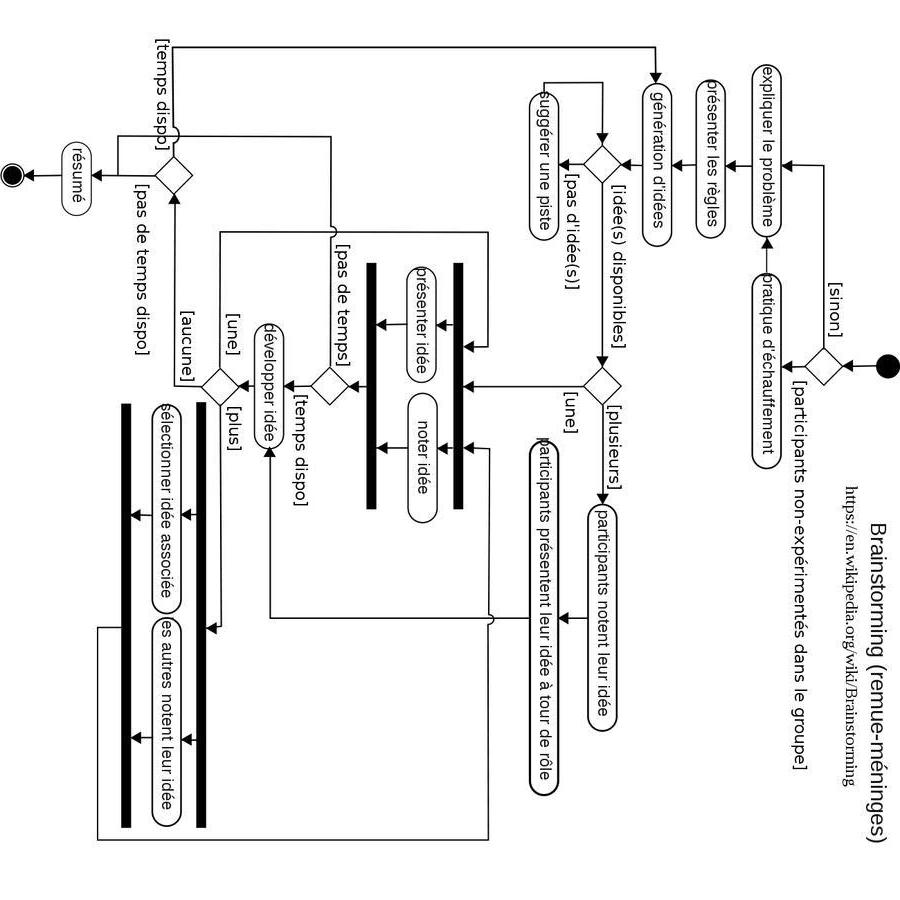 Brainstorming (remue-méninges)
https://en.wikipedia.org/wiki/Brainstorming
[sinon]
[participants non-expérimentés dans le groupe]
expliquer le problème
pratique d'échauffement
présenter les règles
génération d'idées
[idée(s) disponibles]
[plusieurs]
participants notent leur idée
[pas d'idée(s)]
[une]
suggérer une piste
participants présentent leur idée à tour de rôle
présenter idée
noter idée
[pas de temps]
[temps dispo]
développer idée
[une]
[plus]
[aucune]
sélectionner idée associée
les autres notent leur idée
[temps dispo]
[pas de temps dispo]
résumé